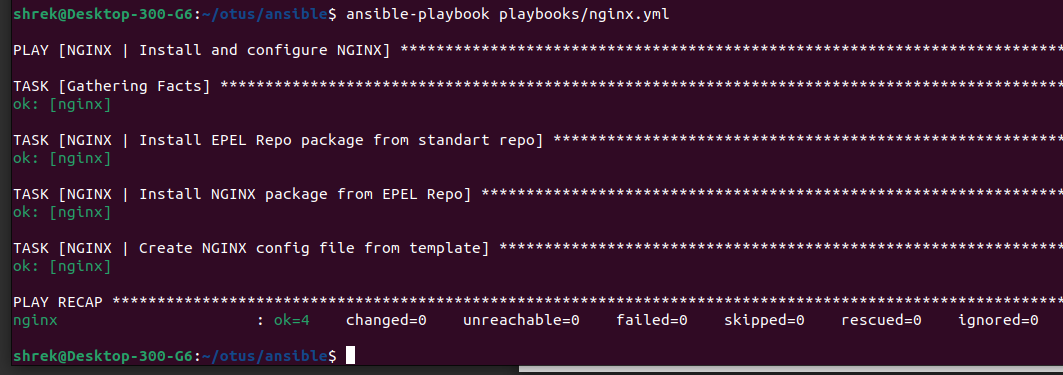 shrek@Desktop-300-G6:~/otus/ansible$ ansible-playbook playbooks/nginx.yml
PLAY [NGINX | Install and configure NGINX] **************************************************************************
TASK [Gathering Facts] **********************************************************************************************
ok: [nginx]
TASK [NGINX | Install EPEL Repo package from standart repo] *********************************************************
ok: [nginx]
TASK [NGINX | Install NGINX package from EPEL Repo] *****************************************************************
ok: [nginx]
TASK [NGINX | Create NGINX config file from template] ***************************************************************
ok: [nginx]
PLAY RECAP **********************************************************************************************************
nginx                      : ok=4    changed=0    unreachable=0    failed=0    skipped=0    rescued=0    ignored=0
shrek@Desktop-300-G6:~/otus/ansible$